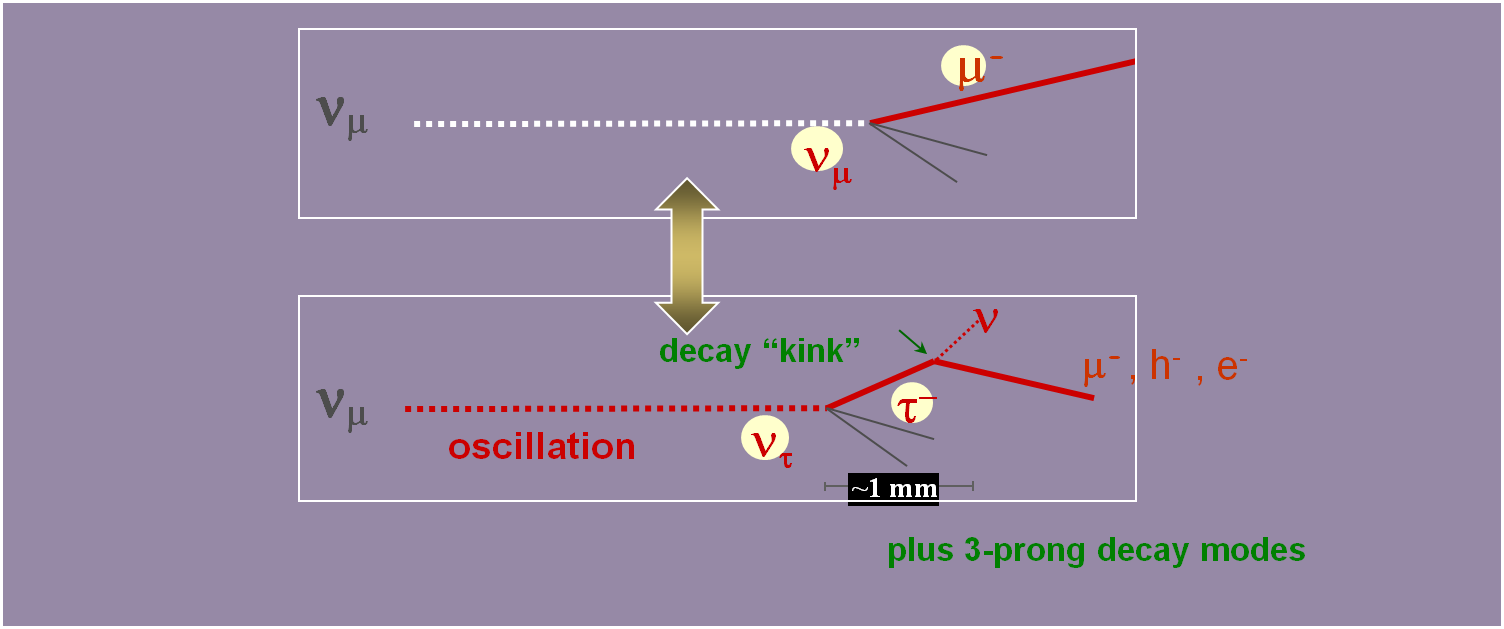 μ⁻
ν_μ
ν_μ
ν
decay “kink”
μ⁻ , h⁻ , e⁻
ν_μ
τ⁻
oscillation
ν_τ
~1 mm
plus 3-prong decay modes